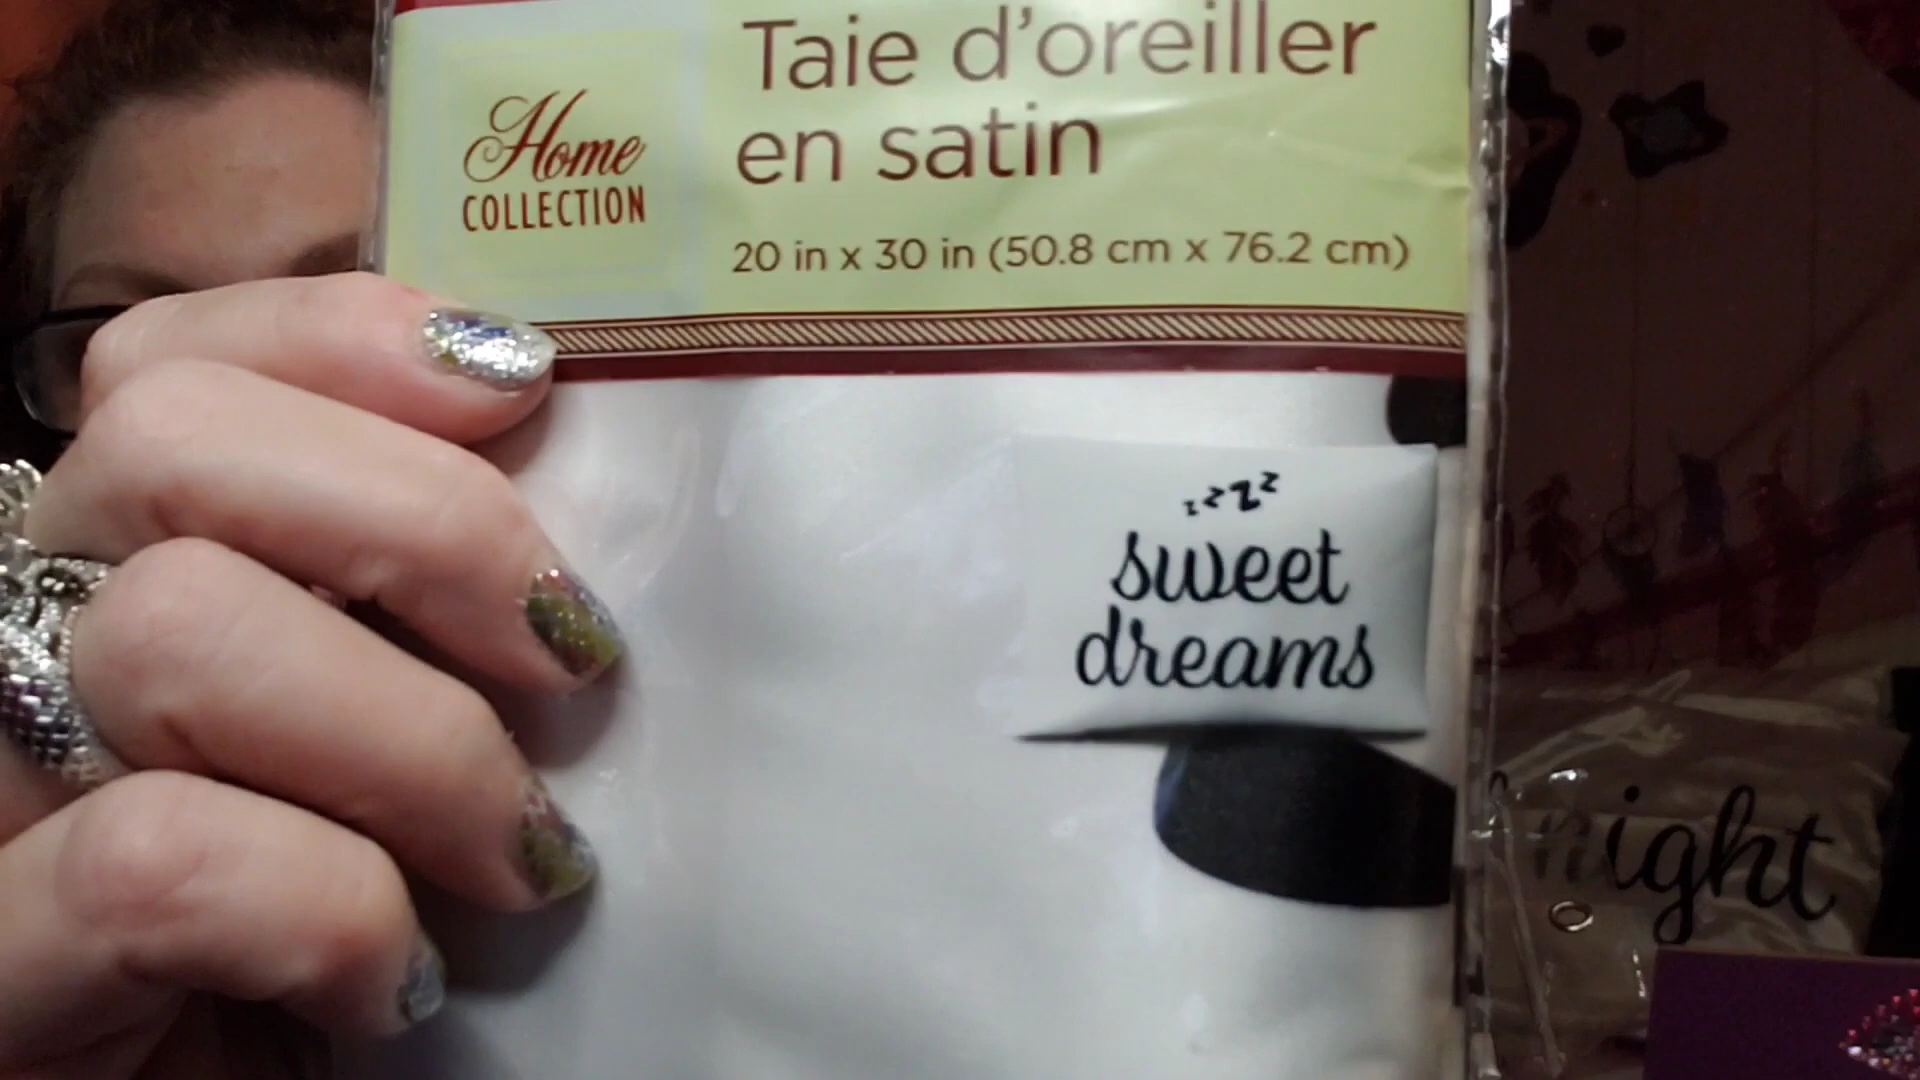 Home
COLLECTION
Taie d'oreiller
en satin
20 in x 30 in (50.8 cm x 76.2 cm)
zzZz
sweet
dreams
night